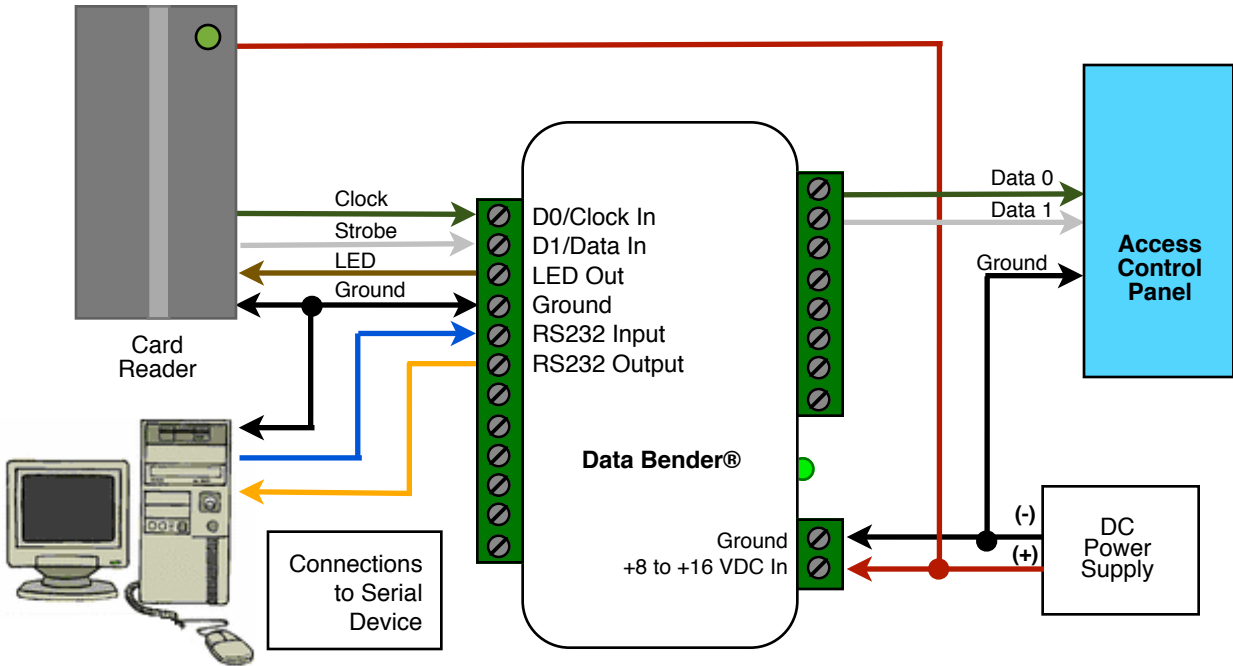 Clock
Strobe
LED
Ground
Card
Reader
D0/Clock In
D1/Data In
LED Out
Ground
RS232 Input
RS232 Output
Data Bender®
Ground
+8 to +16 VDC In
Data 0
Data 1
Ground
Access
Control
Panel
(-)
(+)
DC
Power
Supply
Connections
to Serial
Device